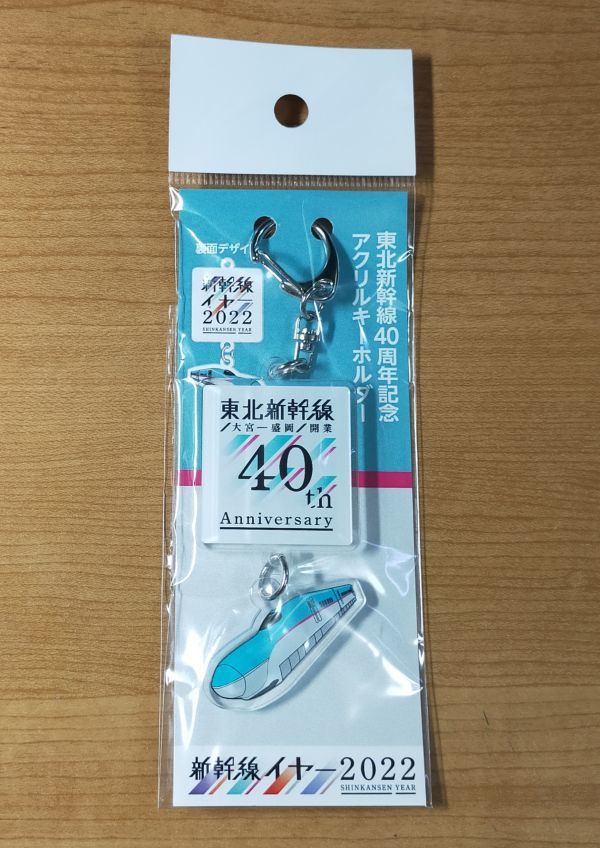 東北新幹線40周年記念
アクリルキーホルダー
裏面デザイ
新幹線
イヤー
2022
SHINKANSEN YEAR
東北新幹線
大宮ー盛岡 開業
40th
Anniversary
新幹線イヤー2022
SHINKANSEN YEAR